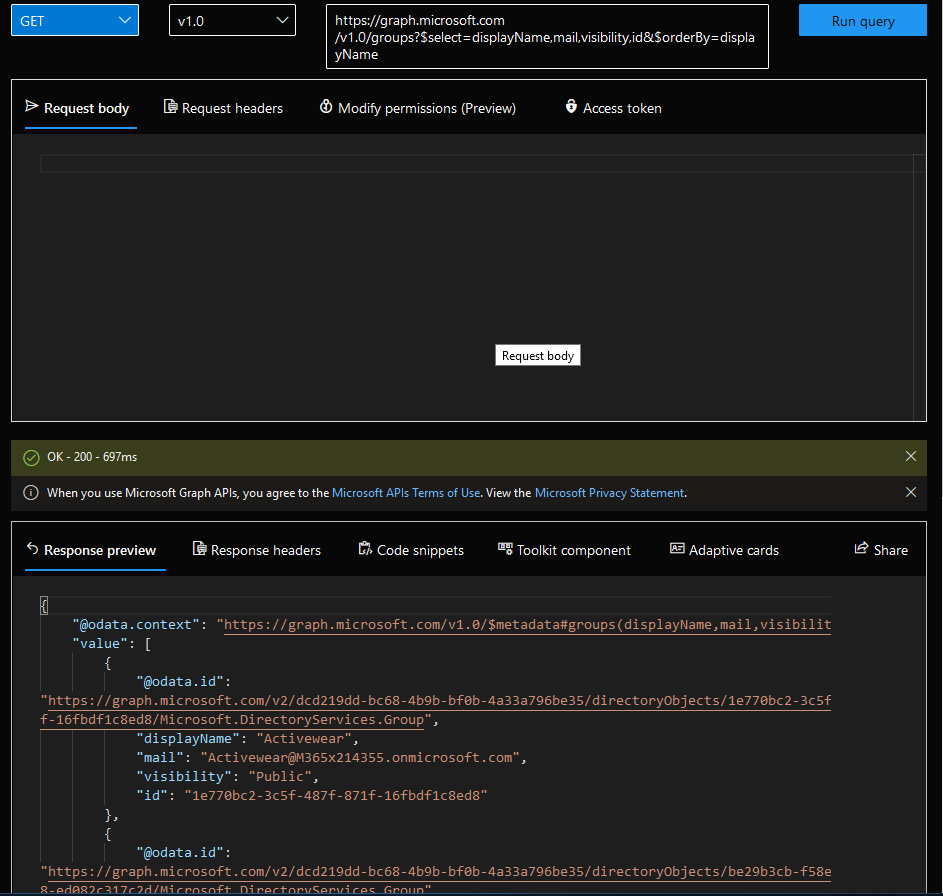 GET
v1.0
https://graph.microsoft.com
/v1.0/groups?$select=displayName,mail,visibility,id&$orderBy=displa
yName
Run query
Request body
Request headers
Modify permissions (Preview)
Access token
Request body
OK - 200 - 697ms
When you use Microsoft Graph APIs, you agree to the Microsoft APIs Terms of Use. View the Microsoft Privacy Statement.
Response preview
Response headers
Code snippets
Toolkit component
Adaptive cards
Share
{
"@odata.context": "https://graph.microsoft.com/v1.0/$metadata#groups(displayName,mail,visibilit
"value": [
{
"@odata.id":
"https://graph.microsoft.com/v2/dcd219dd-bc68-4b9b-bf0b-4a33a796be35/directoryObjects/1e770bc2-3c5f
f-16fbdf1c8ed8/Microsoft.DirectoryServices.Group",
"displayName": "Activewear",
"mail": "Activewear@M365x214355.onmicrosoft.com",
"visibility": "Public",
"id": "1e770bc2-3c5f-487f-871f-16fbdf1c8ed8"
},
{
"@odata.id":
"https://graph.microsoft.com/v2/dcd219dd-bc68-4b9b-bf0b-4a33a796be35/directoryObjects/be29b3cb-f58e
8-ed082c317c2d/Microsoft.DirectoryServices.Group"